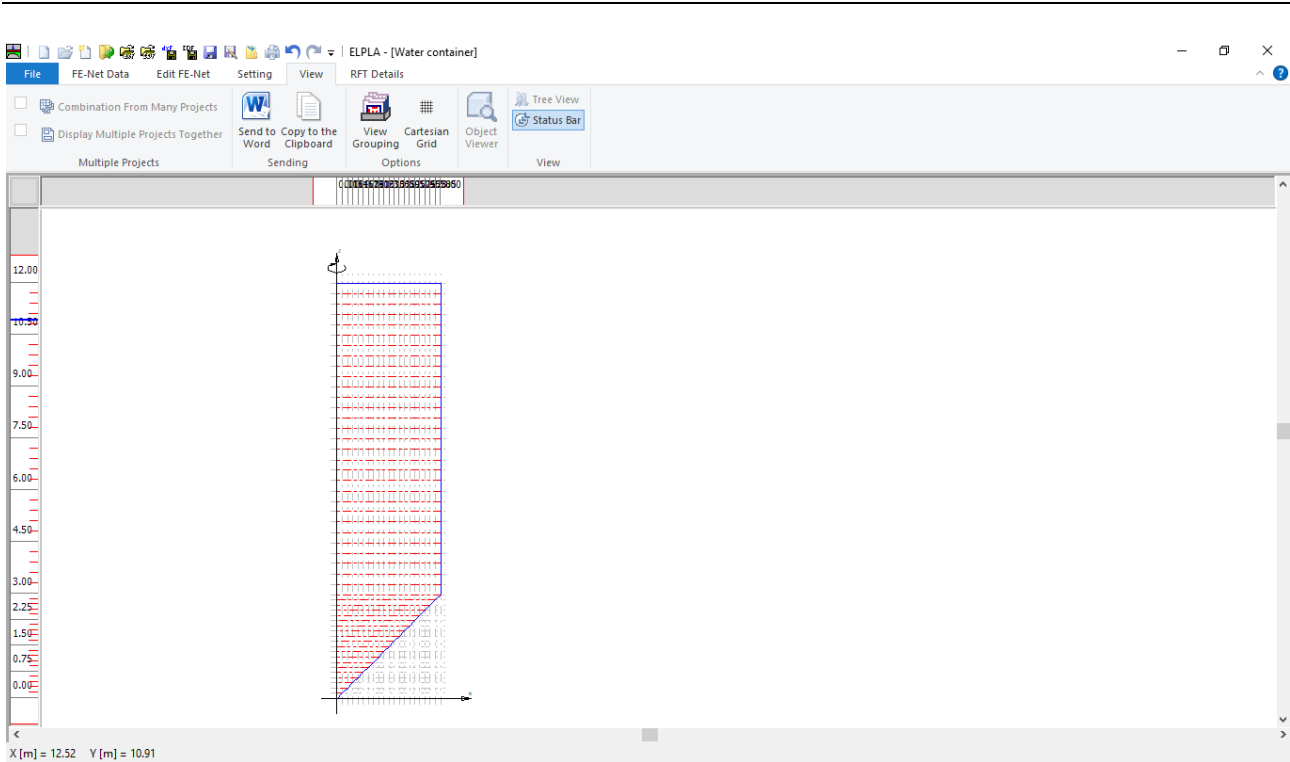 ELPLA - [Water container]
File FE-Net Data Edit FE-Net Setting View RFT Details
Combination From Many Projects
Display Multiple Projects Together
Multiple Projects
Send to Word
Copy to the Clipboard
Sending
View Grouping
Cartesian Grid
Options
Object Viewer
Tree View
Status Bar
View
12.00
10.50
9.00
7.50
6.00
4.50
3.00
2.25
1.50
0.75
0.00
X [m] = 12.52 Y [m] = 10.91